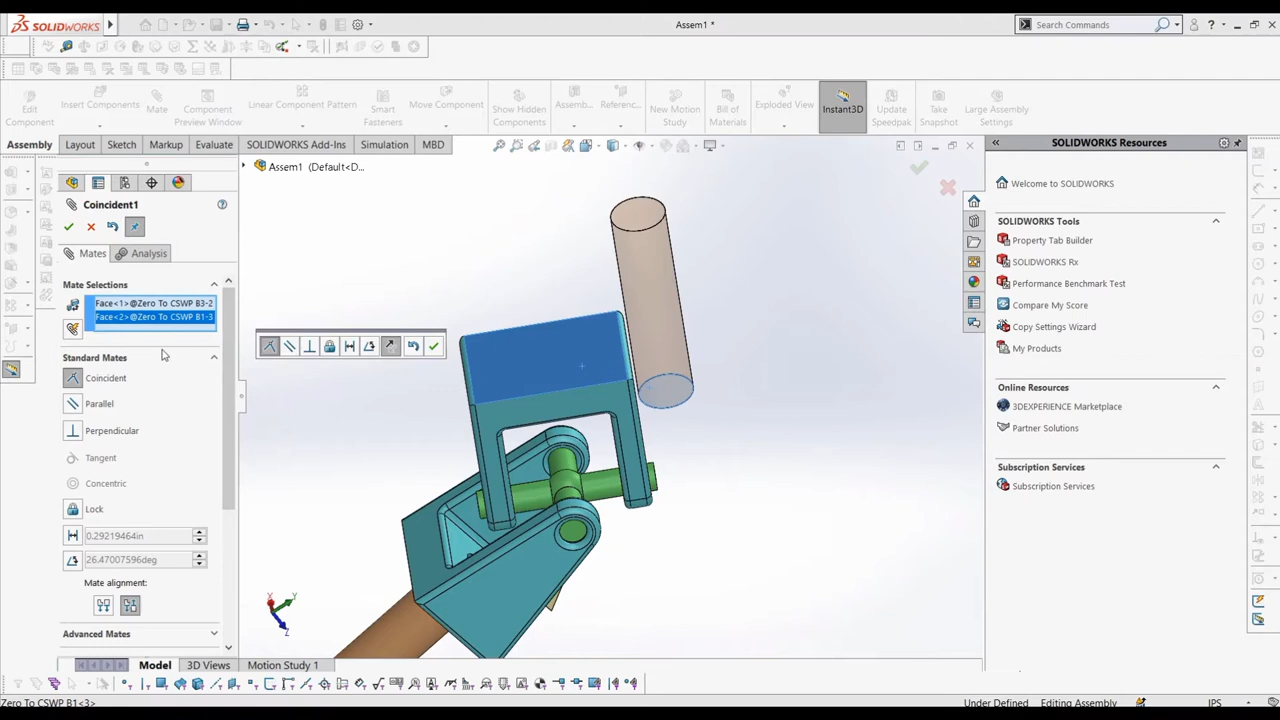 SOLIDWORKS
Assem1 *
Search Commands
Edit Component
Insert Components
Mate
Component Preview Window
Linear Component Pattern
Smart Fasteners
Move Component
Show Hidden Components
Assemb...
Referenc...
New Motion Study
Bill of Materials
Exploded View
Instant3D
Update Speedpak
Take Snapshot
Large Assembly Settings
Assembly Layout Sketch Markup Evaluate SOLIDWORKS Add-Ins Simulation MBD
SOLIDWORKS Resources
Assem1 (Default<D...
Coincident1
Mates Analysis
Mate Selections
Face<1>@Zero To CSWP B3-2
Face<2>@Zero To CSWP B1-3
Standard Mates
Coincident
Parallel
Perpendicular
Tangent
Concentric
Lock
0.29219464in
26.47007596deg
Mate alignment:
Advanced Mates
X
Y
Z
Welcome to SOLIDWORKS
SOLIDWORKS Tools
Property Tab Builder
SOLIDWORKS Rx
Performance Benchmark Test
Compare My Score
Copy Settings Wizard
My Products
Online Resources
3DEXPERIENCE Marketplace
Partner Solutions
Subscription Services
Subscription Services
Model 3D Views Motion Study 1
Zero To CSWP B1<3>
Under Defined Editing Assembly IPS